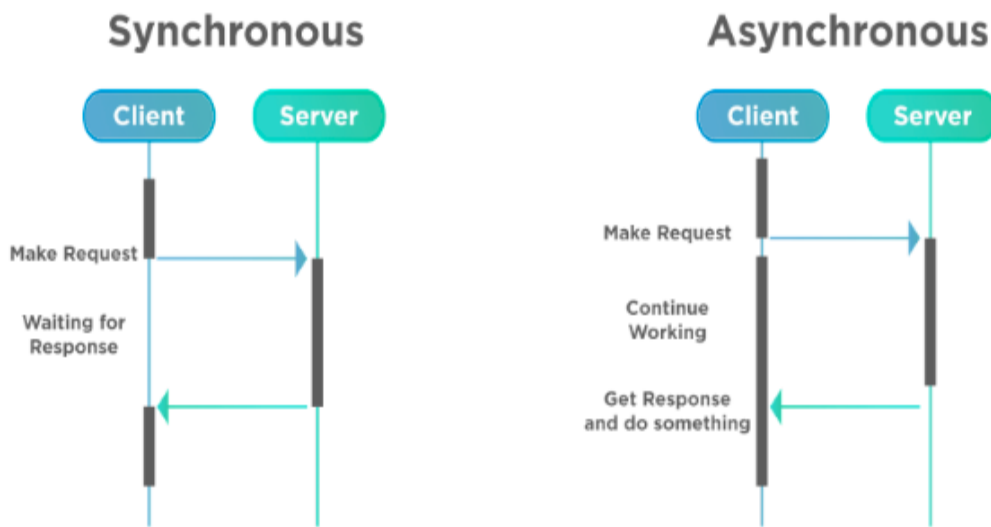 Synchronous
Client
Server
Make Request
Waiting for
Response
Asynchronous
Client
Server
Make Request
Continue
Working
Get Response
and do something